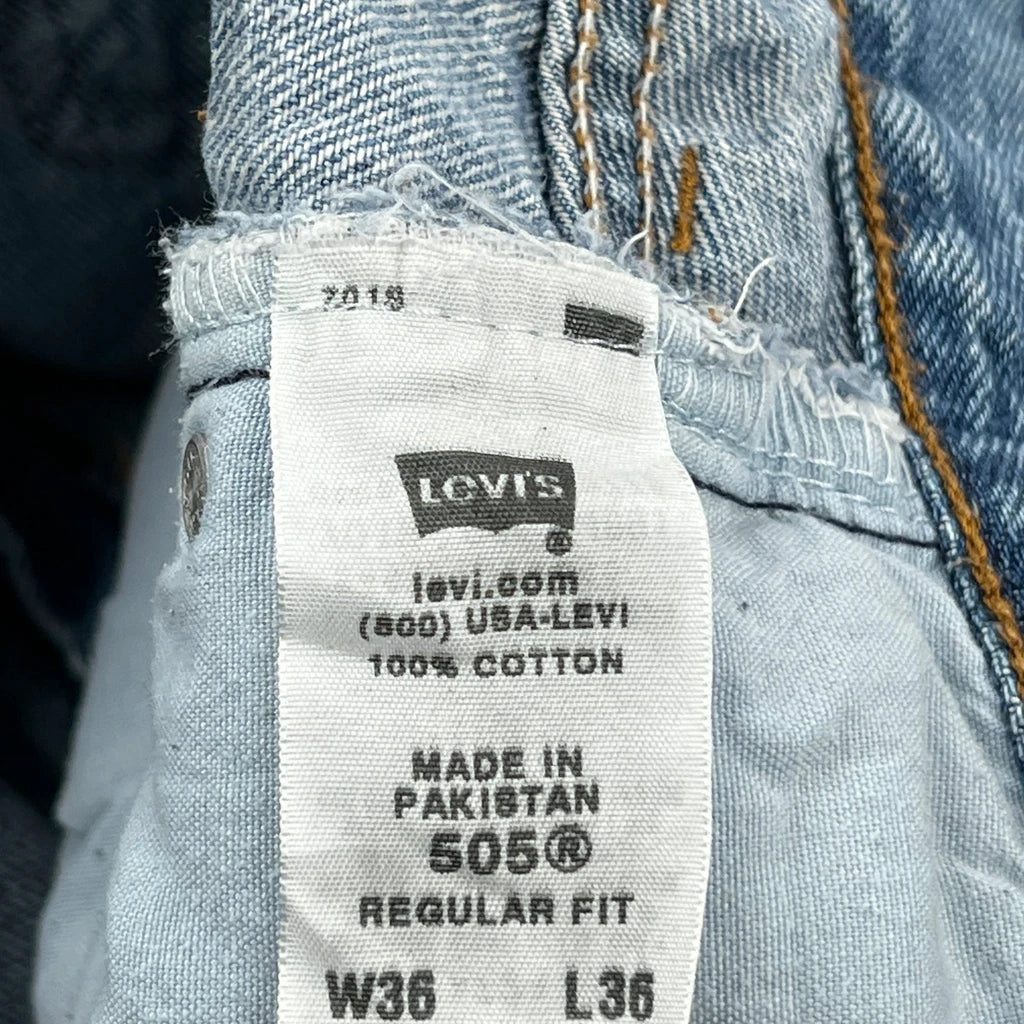 7018
LEVI'S
®
levi.com
(800) USA-LEVI
100% COTTON
MADE IN
PAKISTAN
505®
REGULAR FIT
W36 L36